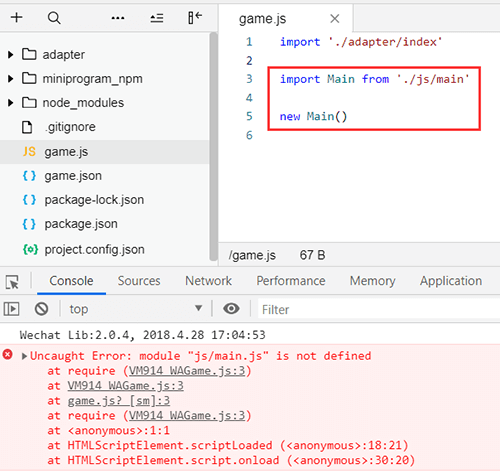 game.js
adapter
miniprogram_npm
node_modules
.gitignore
JS game.js
{ } game.json
{ } package-lock.json
{ } package.json
{o} project.config.json
1 import './adapter/index'
2
3 import Main from './js/main'
4
5 new Main()
6
/game.js 67 B
Console Sources Network Performance Memory Application
top Filter
Wechat Lib:2.0.4, 2018.4.28 17:04:53
Uncaught Error: module "js/main.js" is not defined
at require (VM914 WAGame.js:3)
at VM914 WAGame.js:3
at game.js? [sm]:3
at require (VM914 WAGame.js:3)
at <anonymous>:1:1
at HTMLScriptElement.scriptLoaded (<anonymous>:18:21)
at HTMLScriptElement.script.onload (<anonymous>:30:20)